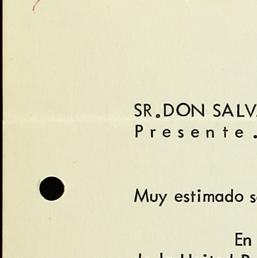 SR.DON SALV
Presente.
Muy estimado s
En